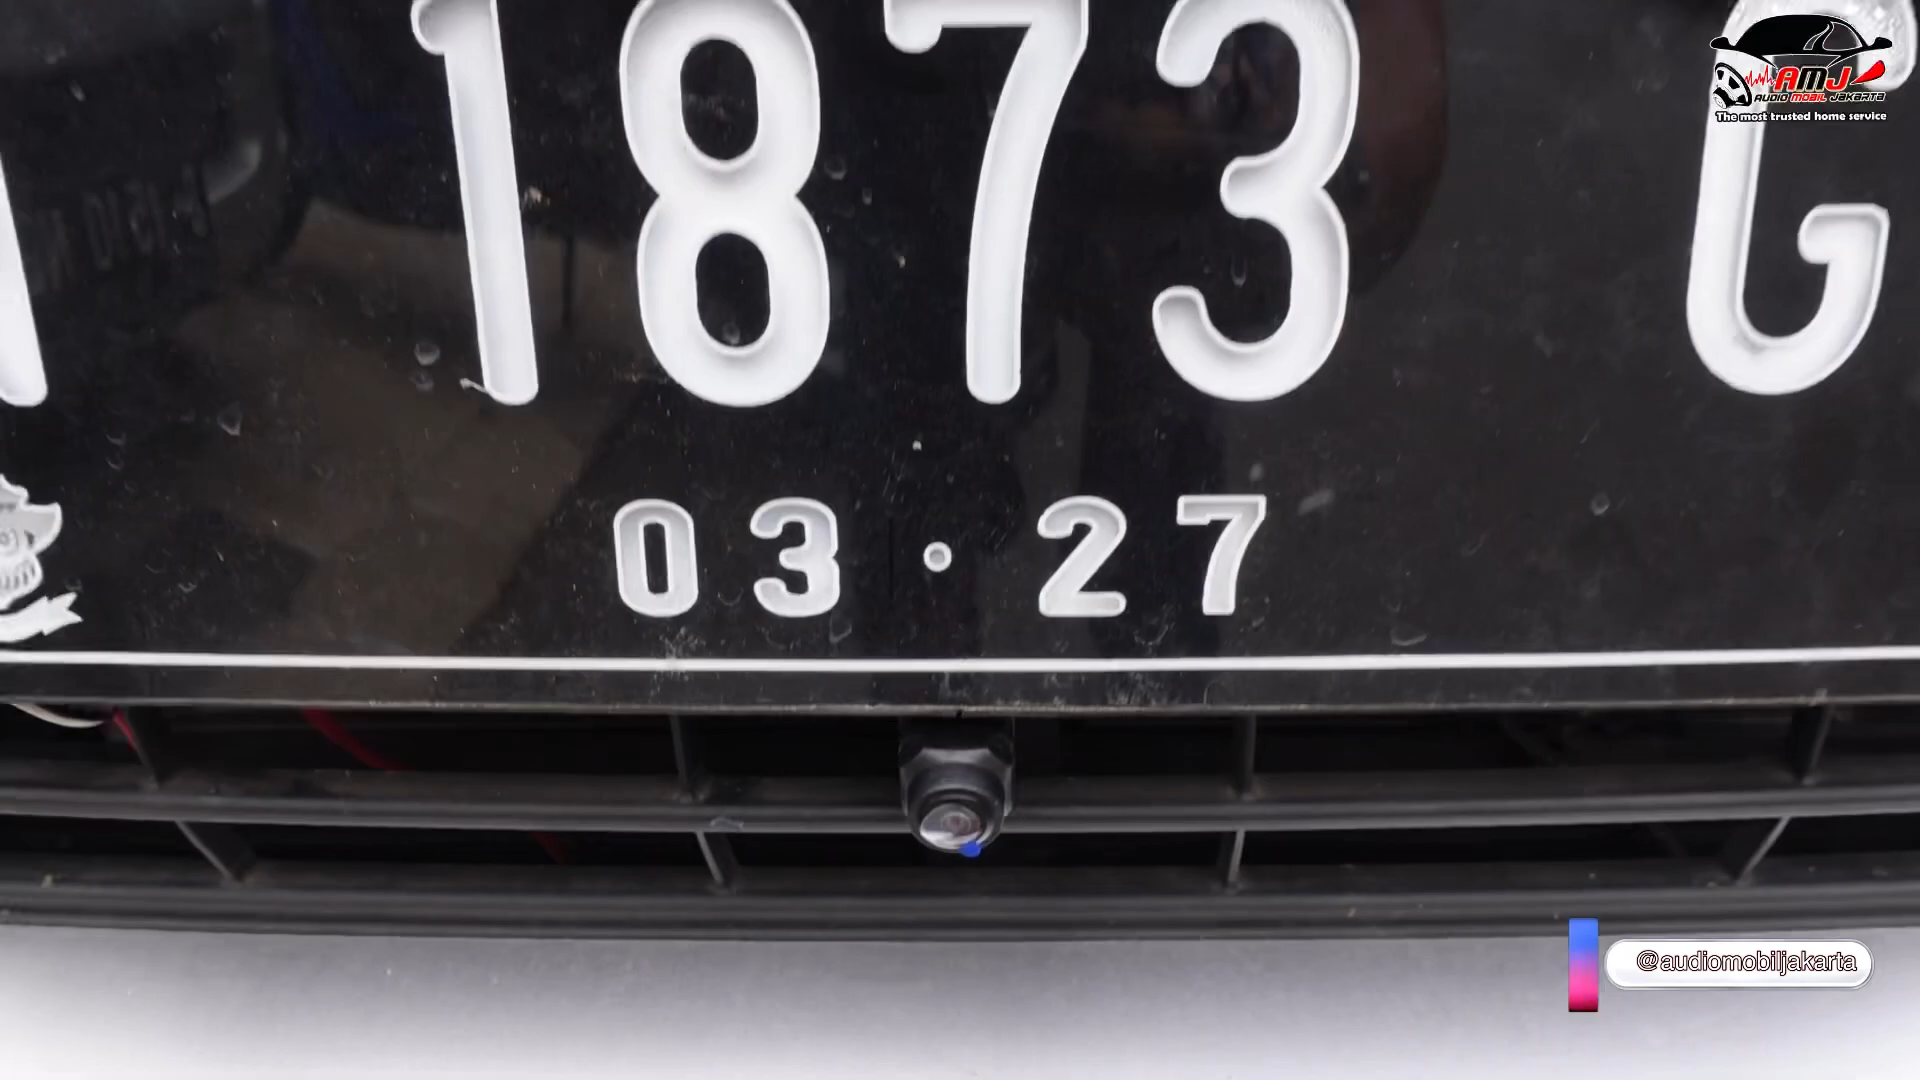 1873 G
AMJ
AUDIO MOBIL JAKARTA
The most trusted home service
03·27
@audiomobiljakarta